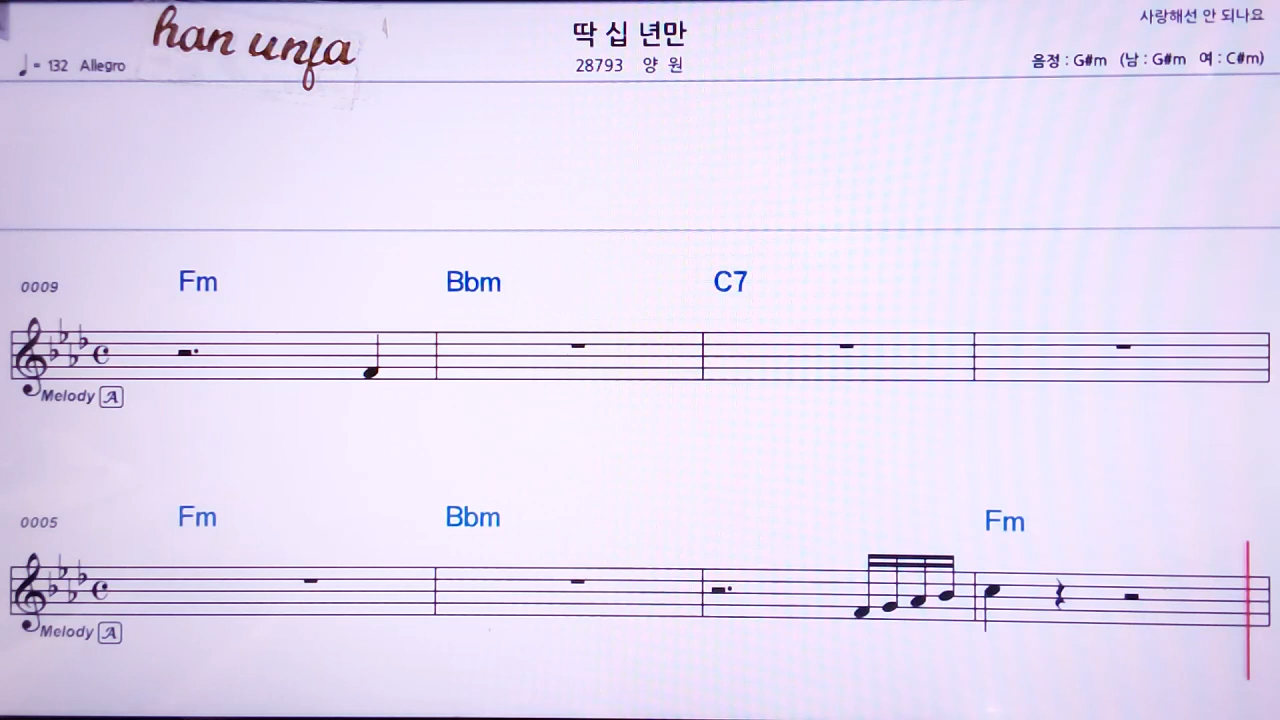 han unfa
딱 십 년만
사랑해선 안 되나요
♩= 132 Allegro
28793 양 원
음정 : G#m (남 : G#m 여 : C#m)
0009 Fm Bbm C7
Melody A
0005 Fm Bbm Fm
Melody A